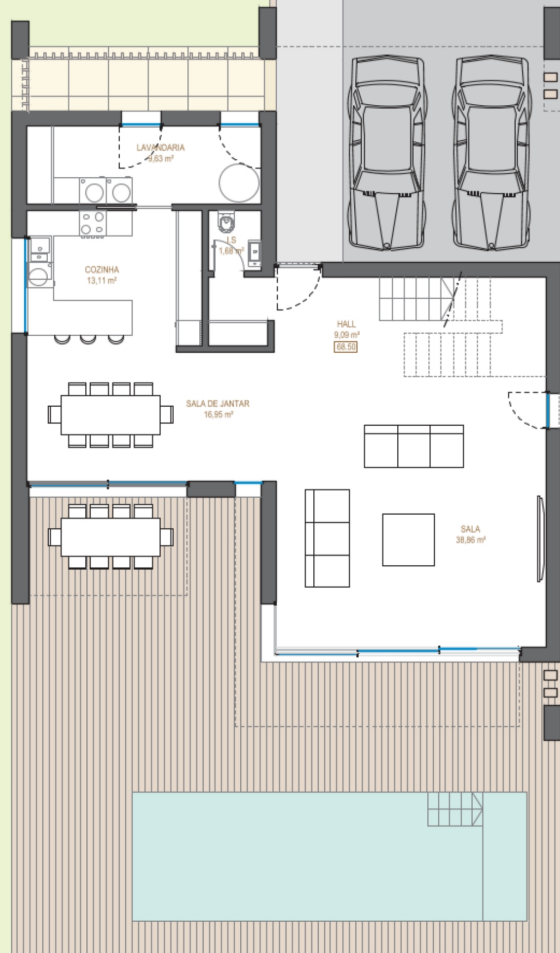 LAVANDARIA
9,63 m²
I.S
1,68 m²
COZINHA
13,11 m²
HALL
9,09 m²
68.50
SALA DE JANTAR
16,95 m²
SALA
38,86 m²